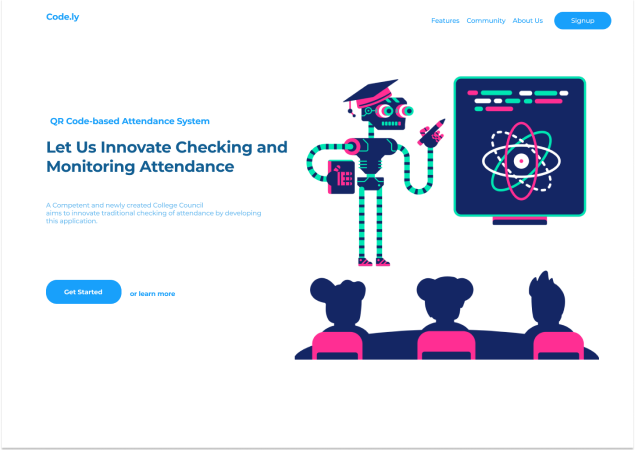 Code.ly
Features Community About Us Signup
QR Code-based Attendance System
Let Us Innovate Checking and
Monitoring Attendance
A Competent and newly created College Council
aims to innovate traditional checking of attendance by developing
this application.
Get Started or learn more